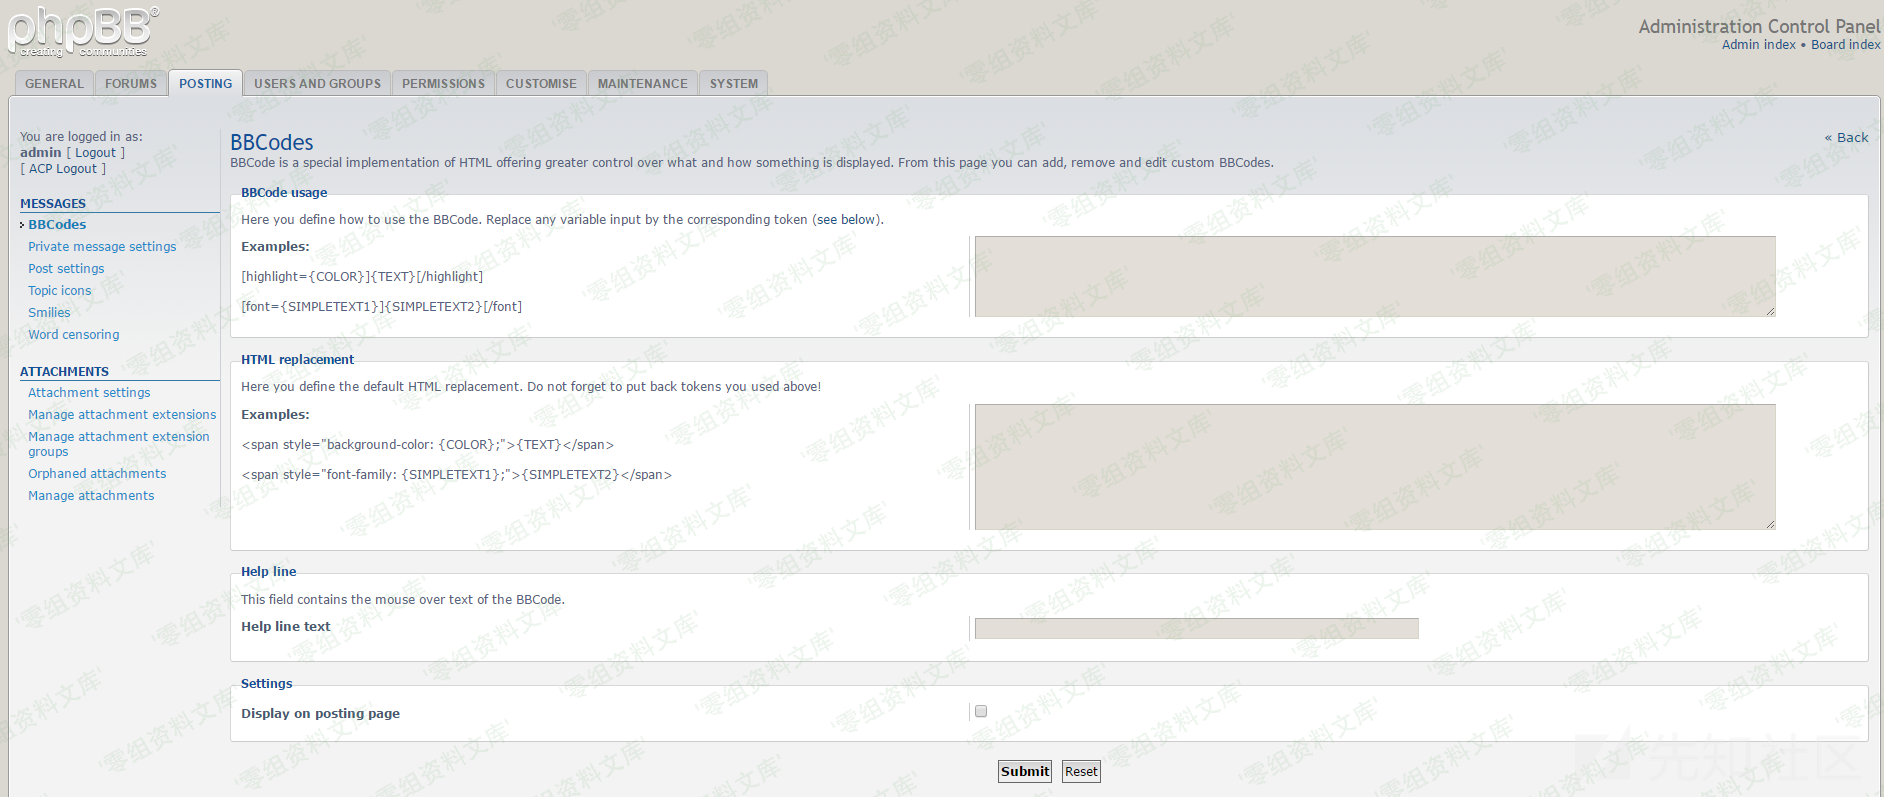 phpBB®
creating communities
Administration Control Panel
Admin index • Board index
GENERAL FORUMS POSTING USERS AND GROUPS PERMISSIONS CUSTOMISE MAINTENANCE SYSTEM
You are logged in as:
admin [ Logout ]
[ ACP Logout ]
MESSAGES
BBCodes
Private message settings
Post settings
Topic icons
Smilies
Word censoring
ATTACHMENTS
Attachment settings
Manage attachment extensions
Manage attachment extension
groups
Orphaned attachments
Manage attachments
« Back
BBCodes
BBCode is a special implementation of HTML offering greater control over what and how something is displayed. From this page you can add, remove and edit custom BBCodes.
BBCode usage
Here you define how to use the BBCode. Replace any variable input by the corresponding token (see below).
Examples:
[highlight={COLOR}]{TEXT}[/highlight]
[font={SIMPLETEXT1}]{SIMPLETEXT2}[/font]
HTML replacement
Here you define the default HTML replacement. Do not forget to put back tokens you used above!
Examples:
<span style="background-color: {COLOR};">{TEXT}</span>
<span style="font-family: {SIMPLETEXT1};">{SIMPLETEXT2}</span>
Help line
This field contains the mouse over text of the BBCode.
Help line text
Settings
Display on posting page
Submit Reset
'零组资料文库'
先知社区